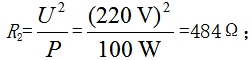 R₂=U²/P=(220 V)²/100 W=484 Ω；